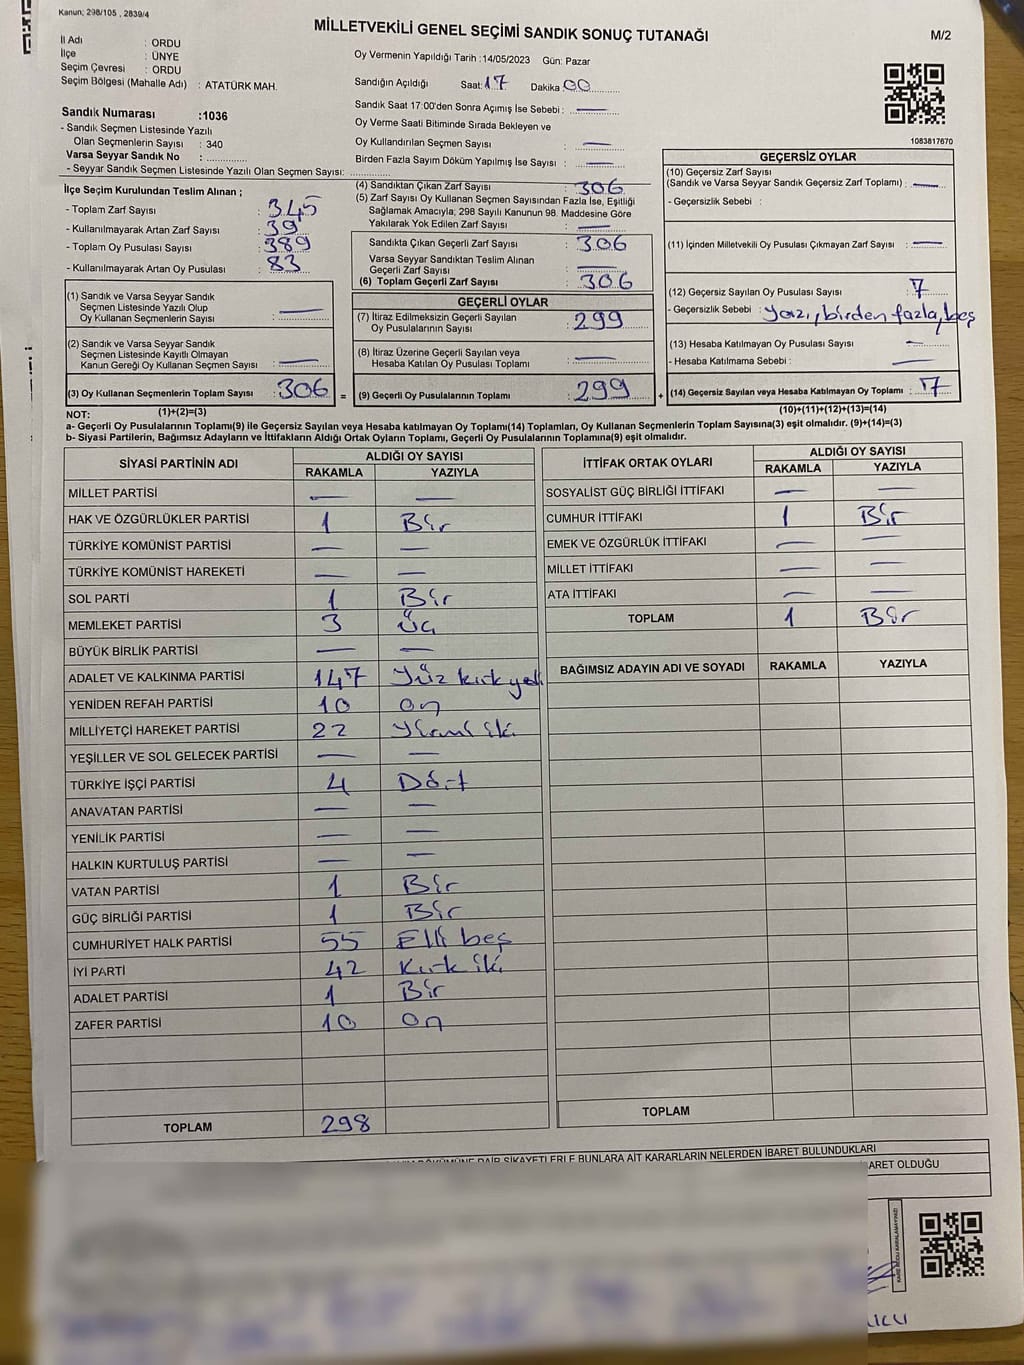 Kanun; 298/105 , 2839/4
MİLLETVEKİLİ GENEL SEÇİMİ SANDIK SONUÇ TUTANAĞI
M/2
İl Adı : ORDU
İlçe : ÜNYE
Seçim Çevresi : ORDU
Seçim Bölgesi (Mahalle Adı) : ATATÜRK MAH.
Oy Vermenin Yapıldığı Tarih :14/05/2023 Gün: Pazar
Sandığın Açıldığı Saat: 17 Dakika 00
Sandık Saat 17:00'den Sonra Açımış İse Sebebi : —
Oy Verme Saati Bitiminde Sırada Bekleyen ve
Oy Kullandırılan Seçmen Sayısı : —
Birden Fazla Sayım Döküm Yapılmış İse Sayısı : —
1083817670
Sandık Numarası :1036
- Sandık Seçmen Listesinde Yazılı
Olan Seçmenlerin Sayısı : 340
Varsa Seyyar Sandık No :
- Seyyar Sandık Seçmen Listesinde Yazılı Olan Seçmen Sayısı:
İlçe Seçim Kurulundan Teslim Alınan ;
- Toplam Zarf Sayısı : 345
- Kullanılmayarak Artan Zarf Sayısı : 39
- Toplam Oy Pusulası Sayısı : 389
- Kullanılmayarak Artan Oy Pusulası : 83
(1) Sandık ve Varsa Seyyar Sandık
Seçmen Listesinde Yazılı Olup
Oy Kullanan Seçmenlerin Sayısı : —
(2) Sandık ve Varsa Seyyar Sandık
Seçmen Listesinde Kayıtlı Olmayan
Kanun Gereği Oy Kullanan Seçmen Sayısı : —
(3) Oy Kullanan Seçmenlerin Toplam Sayısı : 306 =
(4) Sandıktan Çıkan Zarf Sayısı : 306
(5) Zarf Sayısı Oy Kullanan Seçmen Sayısından Fazla İse, Eşitliği
Sağlamak Amacıyla; 298 Sayılı Kanunun 98. Maddesine Göre
Yakılarak Yok Edilen Zarf Sayısı : —
Sandıkta Çıkan Geçerli Zarf Sayısı : 306
Varsa Seyyar Sandıktan Teslim Alınan
Geçerli Zarf Sayısı : —
(6) Toplam Geçerli Zarf Sayısı : 306
GEÇERLİ OYLAR
(7) İtiraz Edilmeksizin Geçerli Sayılan
Oy Pusulalarının Sayısı : 299
(8) İtiraz Üzerine Geçerli Sayılan veya
Hesaba Katılan Oy Pusulası Toplamı : —
(9) Geçerli Oy Pusulalarının Toplamı : 299 +
GEÇERSİZ OYLAR
(10) Geçersiz Zarf Sayısı
(Sandık ve Varsa Seyyar Sandık Geçersiz Zarf Toplamı) : —
- Geçersizlik Sebebi :
(11) İçinden Milletvekili Oy Pusulası Çıkmayan Zarf Sayısı : —
(12) Geçersiz Sayılan Oy Pusulası Sayısı : 7
- Geçersizlik Sebebi : yazı, birden fazla, beş
(13) Hesaba Katılmayan Oy Pusulası Sayısı : —
- Hesaba Katılmama Sebebi : —
(14) Geçersiz Sayılan veya Hesaba Katılmayan Oy Toplamı : 7
NOT: (1)+(2)=(3)
(10)+(11)+(12)+(13)=(14)
a- Geçerli Oy Pusulalarının Toplamı(9) ile Geçersiz Sayılan veya Hesaba katılmayan Oy Toplamı(14) Toplamları, Oy Kullanan Seçmenlerin Toplam Sayısına(3) eşit olmalıdır. (9)+(14)=(3)
b- Siyasi Partilerin, Bağımsız Adayların ve İttifakların Aldığı Ortak Oyların Toplamı, Geçerli Oy Pusulalarının Toplamına(9) eşit olmalıdır.
SİYASİ PARTİNİN ADI ALDIĞI OY SAYISI
RAKAMLA YAZIYLA
MİLLET PARTİSİ — —
HAK VE ÖZGÜRLÜKLER PARTİSİ 1 Bir
TÜRKİYE KOMÜNİST PARTİSİ — —
TÜRKİYE KOMÜNİST HAREKETİ — —
SOL PARTİ 1 Bir
MEMLEKET PARTİSİ 3 Üç
BÜYÜK BİRLİK PARTİSİ — —
ADALET VE KALKINMA PARTİSİ 147 Yüz kırk yedi
YENİDEN REFAH PARTİSİ 10 On
MİLLİYETÇİ HAREKET PARTİSİ 22 Yirmi iki
YEŞİLLER VE SOL GELECEK PARTİSİ — —
TÜRKİYE İŞÇİ PARTİSİ 4 Dört
ANAVATAN PARTİSİ — —
YENİLİK PARTİSİ — —
HALKIN KURTULUŞ PARTİSİ — —
VATAN PARTİSİ 1 Bir
GÜÇ BİRLİĞİ PARTİSİ 1 Bir
CUMHURİYET HALK PARTİSİ 55 Elli beş
İYİ PARTİ 42 Kırk iki
ADALET PARTİSİ 1 Bir
ZAFER PARTİSİ 10 On
TOPLAM 298
İTTİFAK ORTAK OYLARI ALDIĞI OY SAYISI
RAKAMLA YAZIYLA
SOSYALİST GÜÇ BİRLİĞİ İTTİFAKI — —
CUMHUR İTTİFAKI 1 Bir
EMEK VE ÖZGÜRLÜK İTTİFAKI — —
MİLLET İTTİFAKI — —
ATA İTTİFAKI — —
TOPLAM 1 Bir
BAĞIMSIZ ADAYIN ADI VE SOYADI RAKAMLA YAZIYLA
TOPLAM
DAİR ŞİKAYETLERLE BUNLARA AİT KARARLARIN NELERDEN İBARET BULUNDUKLARI
OLDUĞU